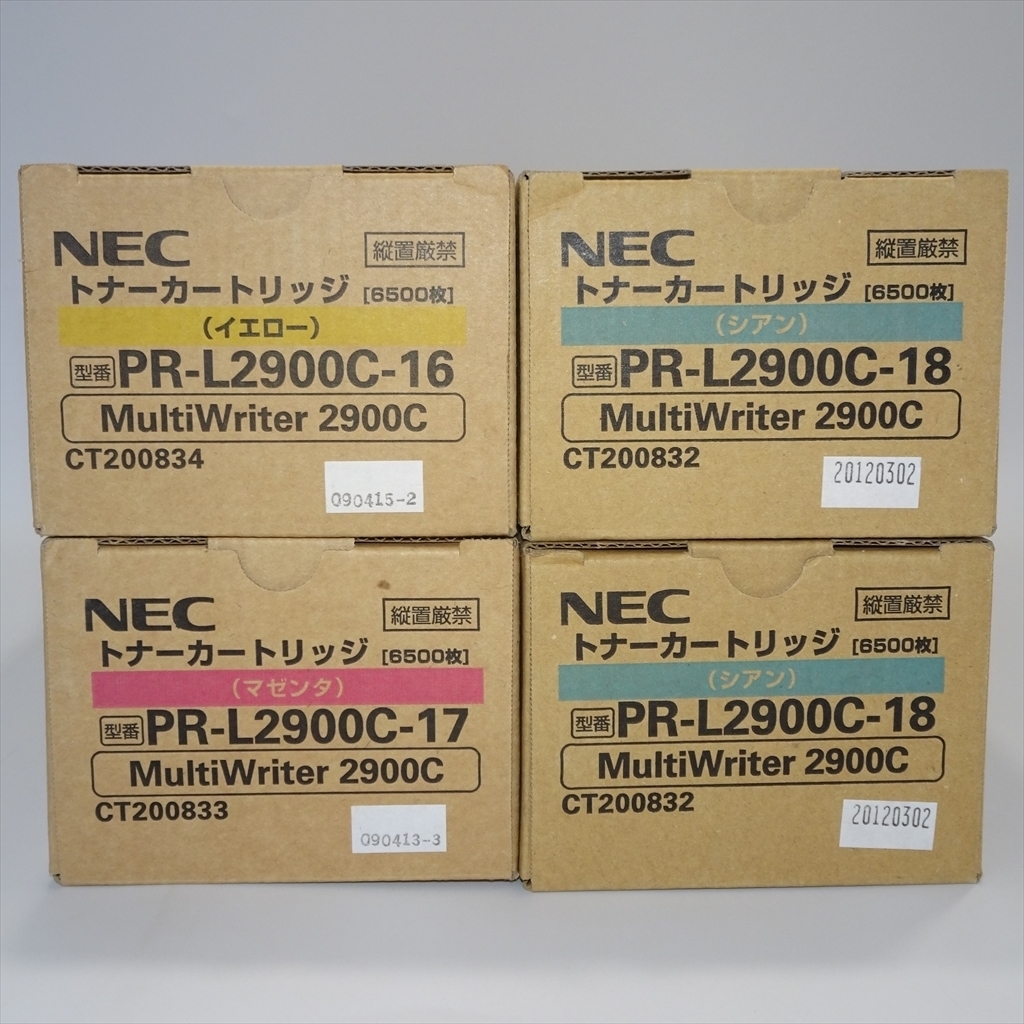 NEC
縦置厳禁
トナーカートリッジ [6500枚]
(イエロー)
型番 PR-L2900C-16
MultiWriter 2900C
CT200834
090415-2
NEC
縦置厳禁
トナーカートリッジ [6500枚]
(シアン)
型番 PR-L2900C-18
MultiWriter 2900C
CT200832
20120302
NEC
縦置厳禁
トナーカートリッジ [6500枚]
(マゼンタ)
型番 PR-L2900C-17
MultiWriter 2900C
CT200833
090413-3
NEC
縦置厳禁
トナーカートリッジ [6500枚]
(シアン)
型番 PR-L2900C-18
MultiWriter 2900C
CT200832
20120302